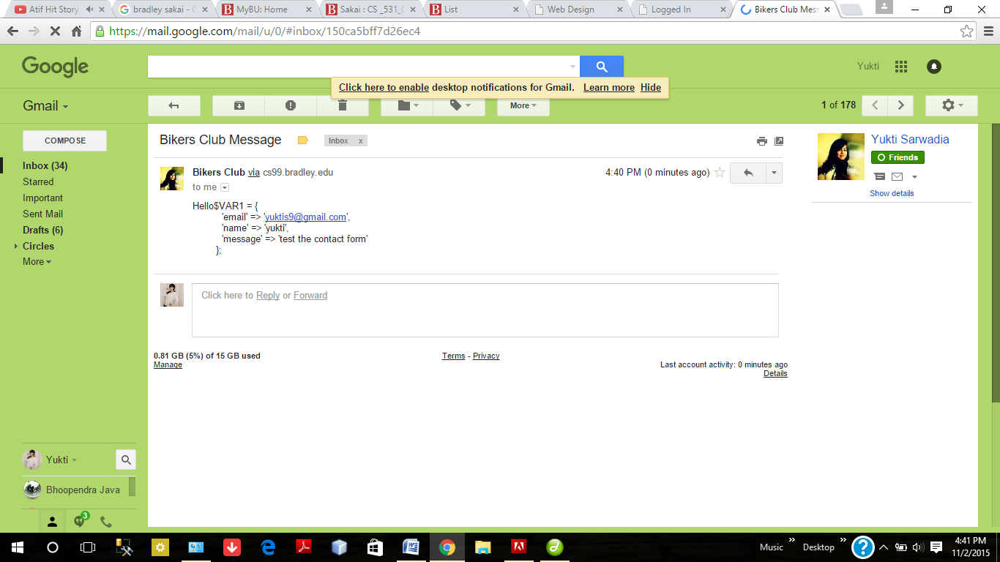 Atif Hit Story
bradley sakai - G
MyBU: Home
Sakai : CS _531_0
List
Web Design
Logged In
Bikers Club Mess
https://mail.google.com/mail/u/0/#inbox/150ca5bff7d26ec4
Google
Yukti
Click here to enable desktop notifications for Gmail. Learn more Hide
Gmail
More
1 of 178
COMPOSE
Inbox (34)
Starred
Important
Sent Mail
Drafts (6)
Circles
More
Bikers Club Message
Inbox x
Bikers Club via cs99.bradley.edu
4:40 PM (0 minutes ago)
to me
Hello$VAR1 = {
'email' => 'yuktis9@gmail.com',
'name' => 'yukti',
'message' => 'test the contact form'
};
Click here to Reply or Forward
0.81 GB (5%) of 15 GB used
Manage
Terms - Privacy
Last account activity: 0 minutes ago
Details
Yukti Sarwadia
Friends
Show details
Yukti
Bhoopendra Java
3
Music
Desktop
4:41 PM
11/2/2015